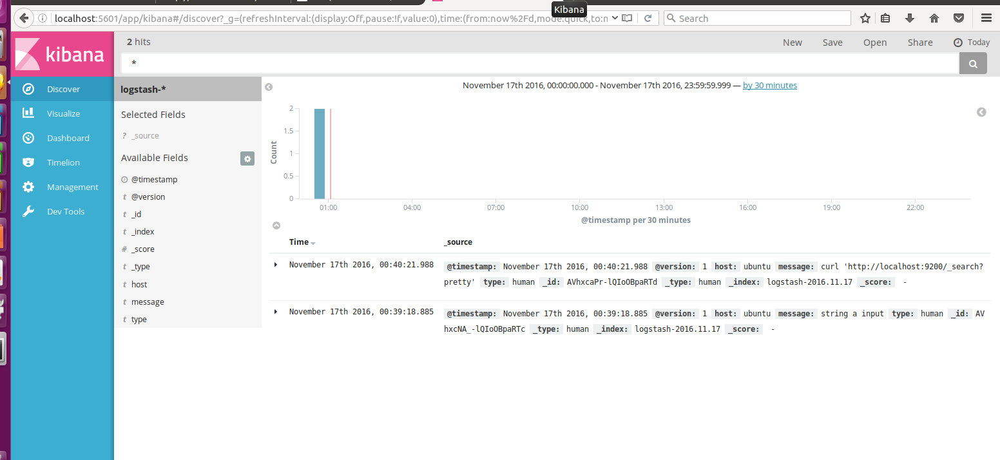 Kibana
localhost:5601/app/kibana#/discover?_g=(refreshInterval:(display:Off,pause:!f,value:0),time:(from:now%2Fd,mode:quick,to:n
Search
kibana
2 hits
New Save Open Share Today
*
Discover
Visualize
Dashboard
Timelion
Management
Dev Tools
logstash-*
Selected Fields
? _source
Available Fields
@timestamp
t @version
t _id
t _index
# _score
t _type
t host
t message
t type
November 17th 2016, 00:00:00.000 - November 17th 2016, 23:59:59.999 — by 30 minutes
2
1.5
1
0.5
0
Count
01:00 04:00 07:00 10:00 13:00 16:00 19:00 22:00
@timestamp per 30 minutes
Time _source
November 17th 2016, 00:40:21.988 @timestamp: November 17th 2016, 00:40:21.988 @version: 1 host: ubuntu message: curl 'http://localhost:9200/_search?
pretty' type: human _id: AVhxcaPr-lQIoOBpaRTd _type: human _index: logstash-2016.11.17 _score: -
November 17th 2016, 00:39:18.885 @timestamp: November 17th 2016, 00:39:18.885 @version: 1 host: ubuntu message: string a input type: human _id: AV
hxcNA_-lQIoOBpaRTc _type: human _index: logstash-2016.11.17 _score: -